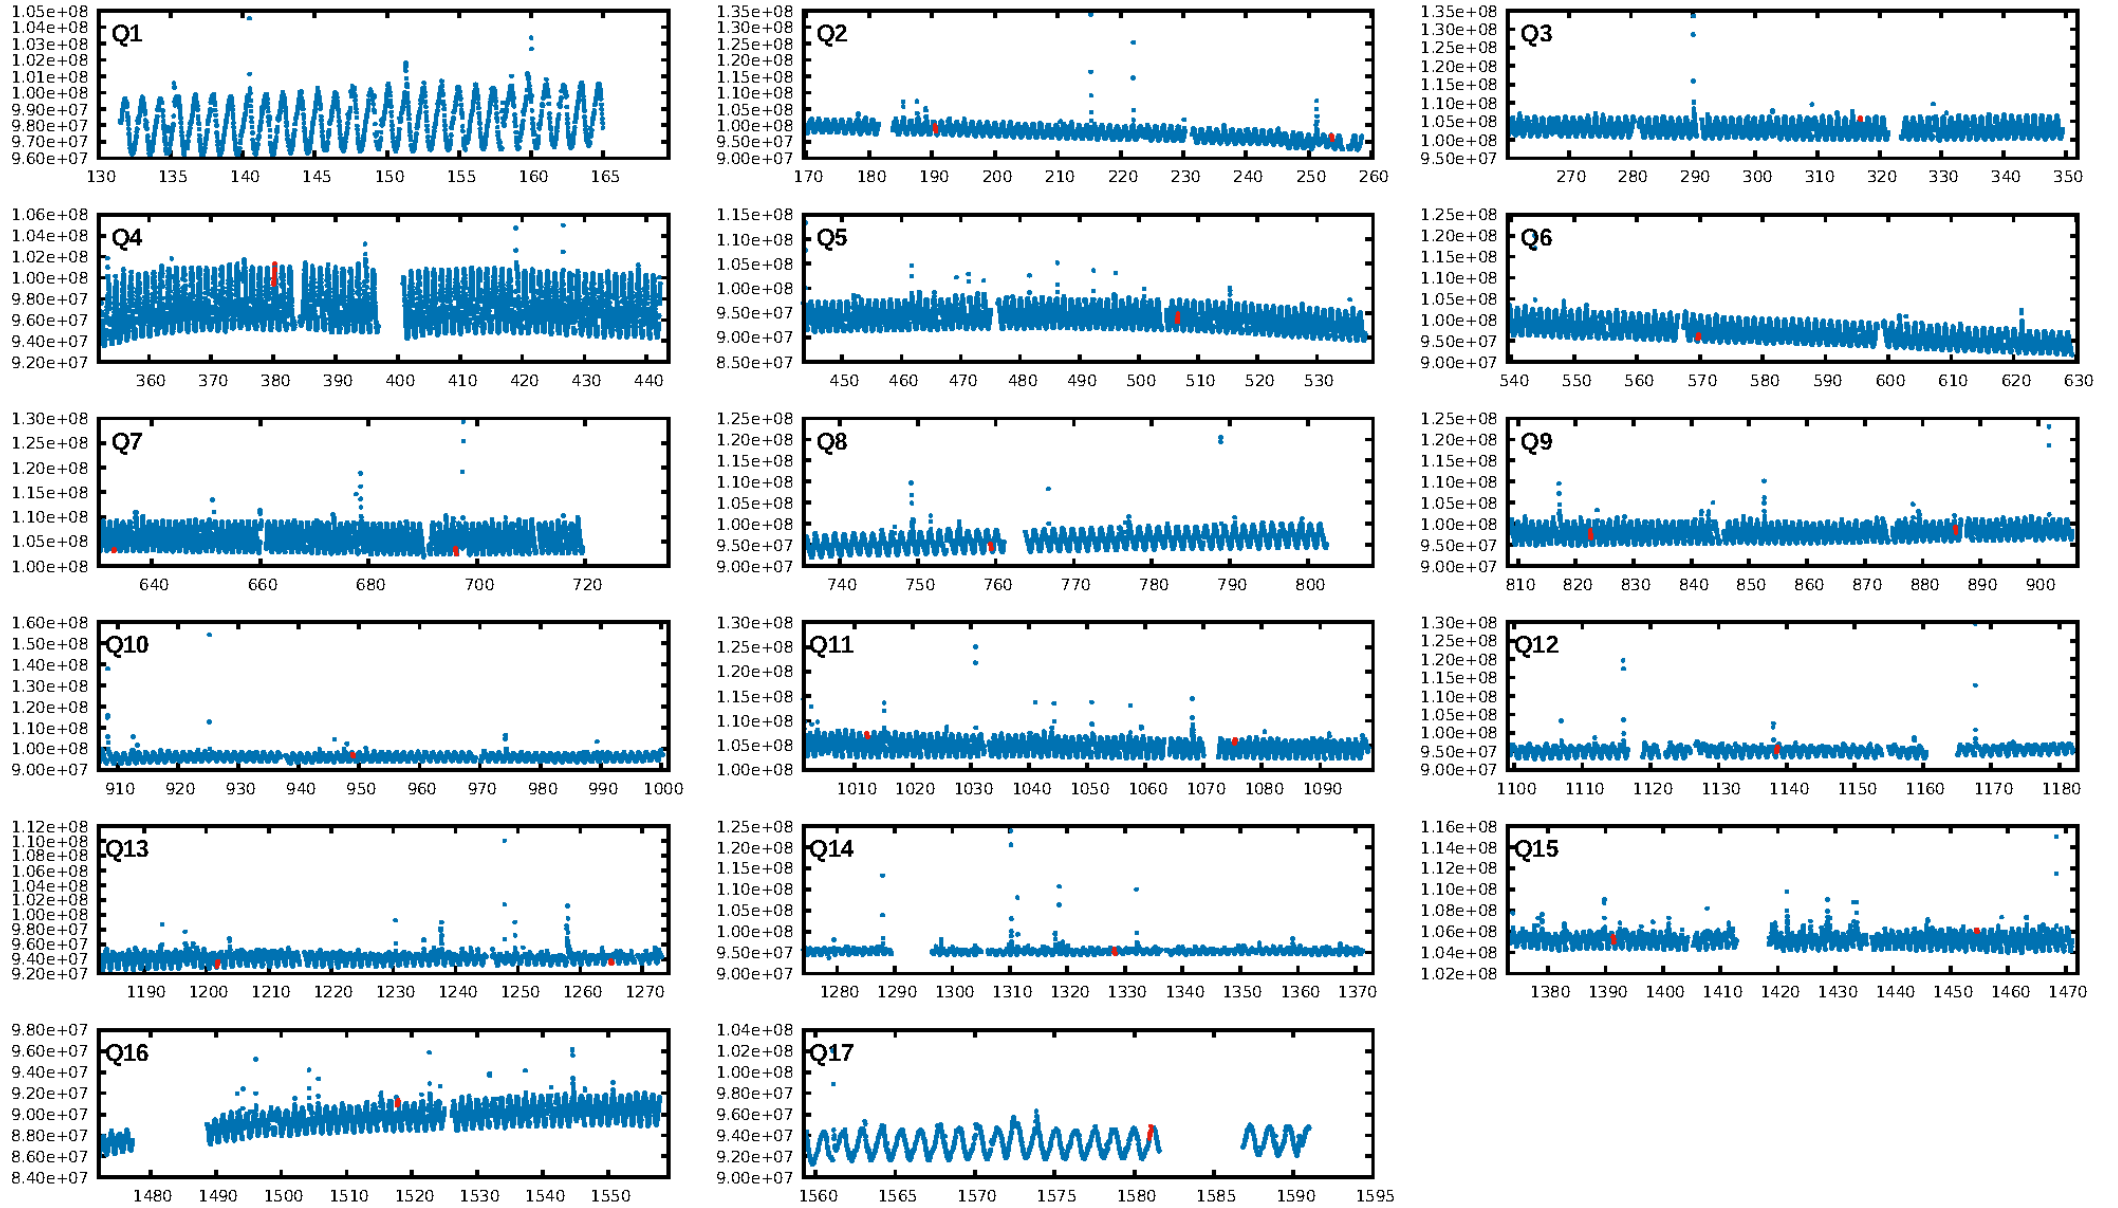 Q1
1.05e+08
1.04e+08
1.03e+08
1.02e+08
1.01e+08
1.00e+08
9.90e+07
9.80e+07
9.70e+07
9.60e+07
130 135 140 145 150 155 160 165
Q2
1.35e+08
1.30e+08
1.25e+08
1.20e+08
1.15e+08
1.10e+08
1.05e+08
1.00e+08
9.50e+07
9.00e+07
170 180 190 200 210 220 230 240 250 260
Q3
1.35e+08
1.30e+08
1.25e+08
1.20e+08
1.15e+08
1.10e+08
1.05e+08
1.00e+08
9.50e+07
270 280 290 300 310 320 330 340 350
Q4
1.06e+08
1.04e+08
1.02e+08
1.00e+08
9.80e+07
9.60e+07
9.40e+07
9.20e+07
360 370 380 390 400 410 420 430 440
Q5
1.15e+08
1.10e+08
1.05e+08
1.00e+08
9.50e+07
9.00e+07
8.50e+07
450 460 470 480 490 500 510 520 530
Q6
1.25e+08
1.20e+08
1.15e+08
1.10e+08
1.05e+08
1.00e+08
9.50e+07
9.00e+07
540 550 560 570 580 590 600 610 620 630
Q7
1.30e+08
1.25e+08
1.20e+08
1.15e+08
1.10e+08
1.05e+08
1.00e+08
640 660 680 700 720
Q8
1.25e+08
1.20e+08
1.15e+08
1.10e+08
1.05e+08
1.00e+08
9.50e+07
9.00e+07
740 750 760 770 780 790 800
Q9
1.25e+08
1.20e+08
1.15e+08
1.10e+08
1.05e+08
1.00e+08
9.50e+07
9.00e+07
810 820 830 840 850 860 870 880 890 900
Q10
1.60e+08
1.50e+08
1.40e+08
1.30e+08
1.20e+08
1.10e+08
1.00e+08
9.00e+07
910 920 930 940 950 960 970 980 990 1000
Q11
1.30e+08
1.25e+08
1.20e+08
1.15e+08
1.10e+08
1.05e+08
1.00e+08
1010 1020 1030 1040 1050 1060 1070 1080 1090
Q12
1.30e+08
1.25e+08
1.20e+08
1.15e+08
1.10e+08
1.05e+08
1.00e+08
9.50e+07
9.00e+07
1100 1110 1120 1130 1140 1150 1160 1170 1180
Q13
1.12e+08
1.10e+08
1.08e+08
1.06e+08
1.04e+08
1.02e+08
1.00e+08
9.80e+07
9.60e+07
9.40e+07
9.20e+07
1190 1200 1210 1220 1230 1240 1250 1260 1270
Q14
1.25e+08
1.20e+08
1.15e+08
1.10e+08
1.05e+08
1.00e+08
9.50e+07
9.00e+07
1280 1290 1300 1310 1320 1330 1340 1350 1360 1370
Q15
1.16e+08
1.14e+08
1.12e+08
1.10e+08
1.08e+08
1.06e+08
1.04e+08
1.02e+08
1380 1390 1400 1410 1420 1430 1440 1450 1460 1470
Q16
9.80e+07
9.60e+07
9.40e+07
9.20e+07
9.00e+07
8.80e+07
8.60e+07
8.40e+07
1480 1490 1500 1510 1520 1530 1540 1550
Q17
1.04e+08
1.02e+08
1.00e+08
9.80e+07
9.60e+07
9.40e+07
9.20e+07
9.00e+07
1560 1565 1570 1575 1580 1585 1590 1595